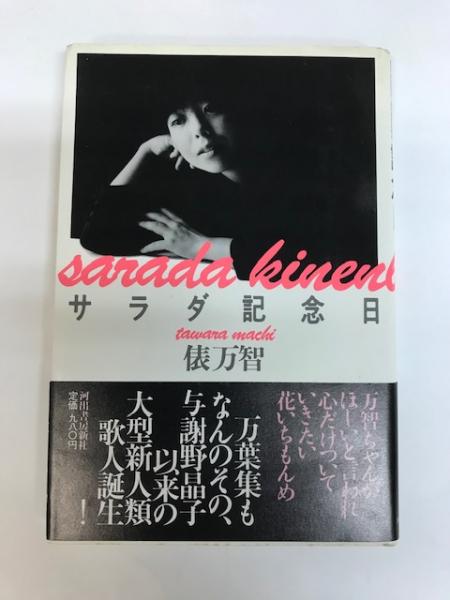 sarada kinenb
サラダ記念日
tawara machi
俵万智
万智ちゃんが
ほしいと言われ
心だけついて
いきたい
花いちもんめ
万葉集も
なんのその、
与謝野晶子
以来の
大型新人類
歌人誕生!
河出書房新社
定価 九八〇円